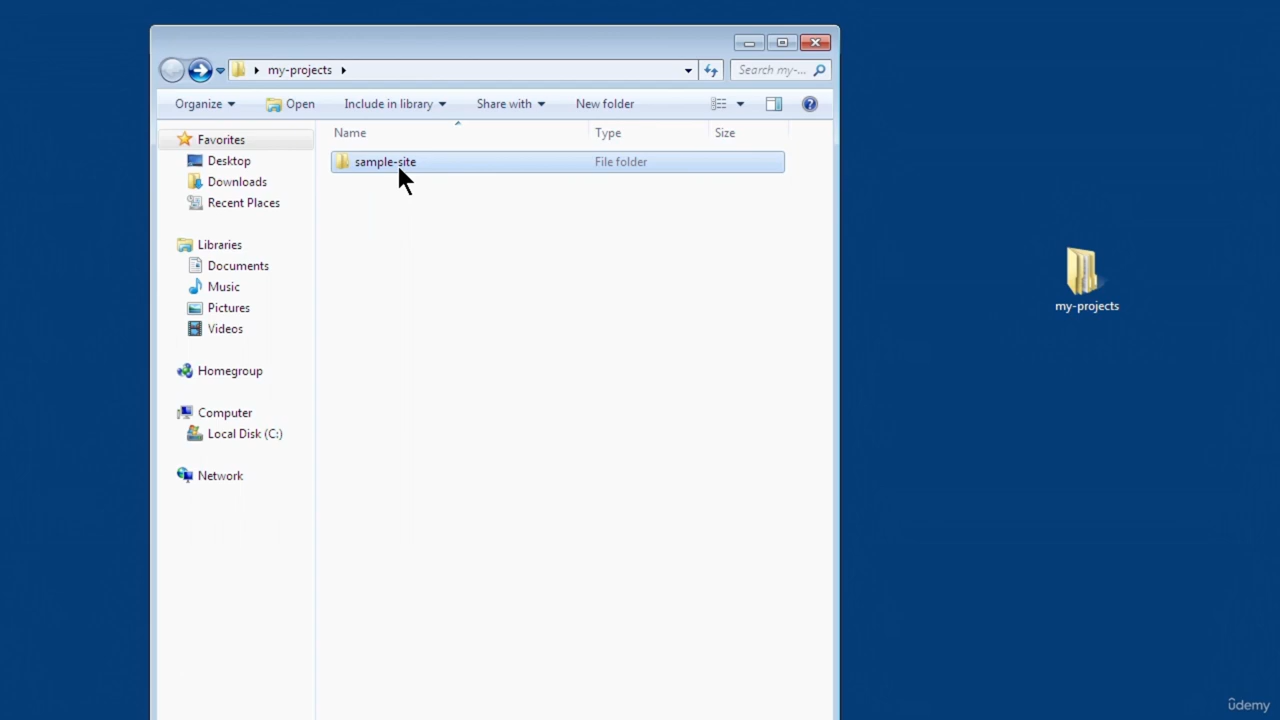 my-projects
Search my-...
Organize Open Include in library Share with New folder
Name Type Size
Favorites
Desktop
Downloads
Recent Places
Libraries
Documents
Music
Pictures
Videos
Homegroup
Computer
Local Disk (C:)
Network
sample-site File folder
my-projects
ûdemy